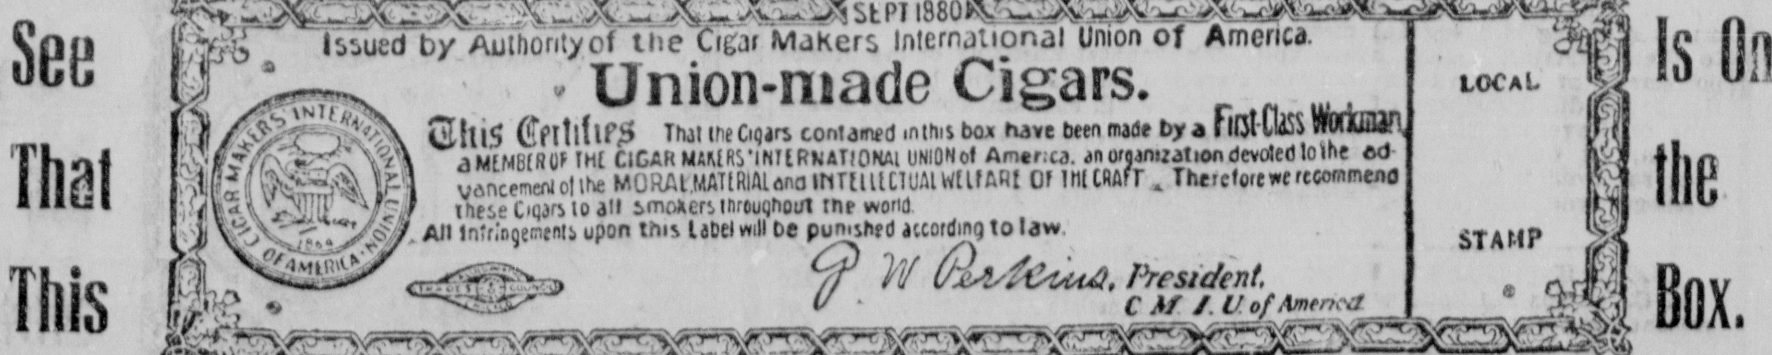 See
That
This
SEPT 1880
Issued by Authority of the Cigar Makers International Union of America.
Union-made Cigars.
This Certifies That the Cigars contained in this box have been made by a First-Class Workman,
a MEMBER OF THE CIGAR MAKERS' INTERNATIONAL UNION of America, an organization devoted to the ad-
vancement of the MORAL MATERIAL and INTELLECTUAL WELFARE OF THE CRAFT. Therefore we recommend
these Cigars to all smokers throughout the world.
All Infringements upon this Label will be punished according to law.
G. W. Perkins, President,
C. M. I. U. of America
CIGAR MAKERS INTERNATIONAL UNION
OF AMERICA
1864
TRADES COUNCIL
LOCAL
STAMP
Is On
the
Box.